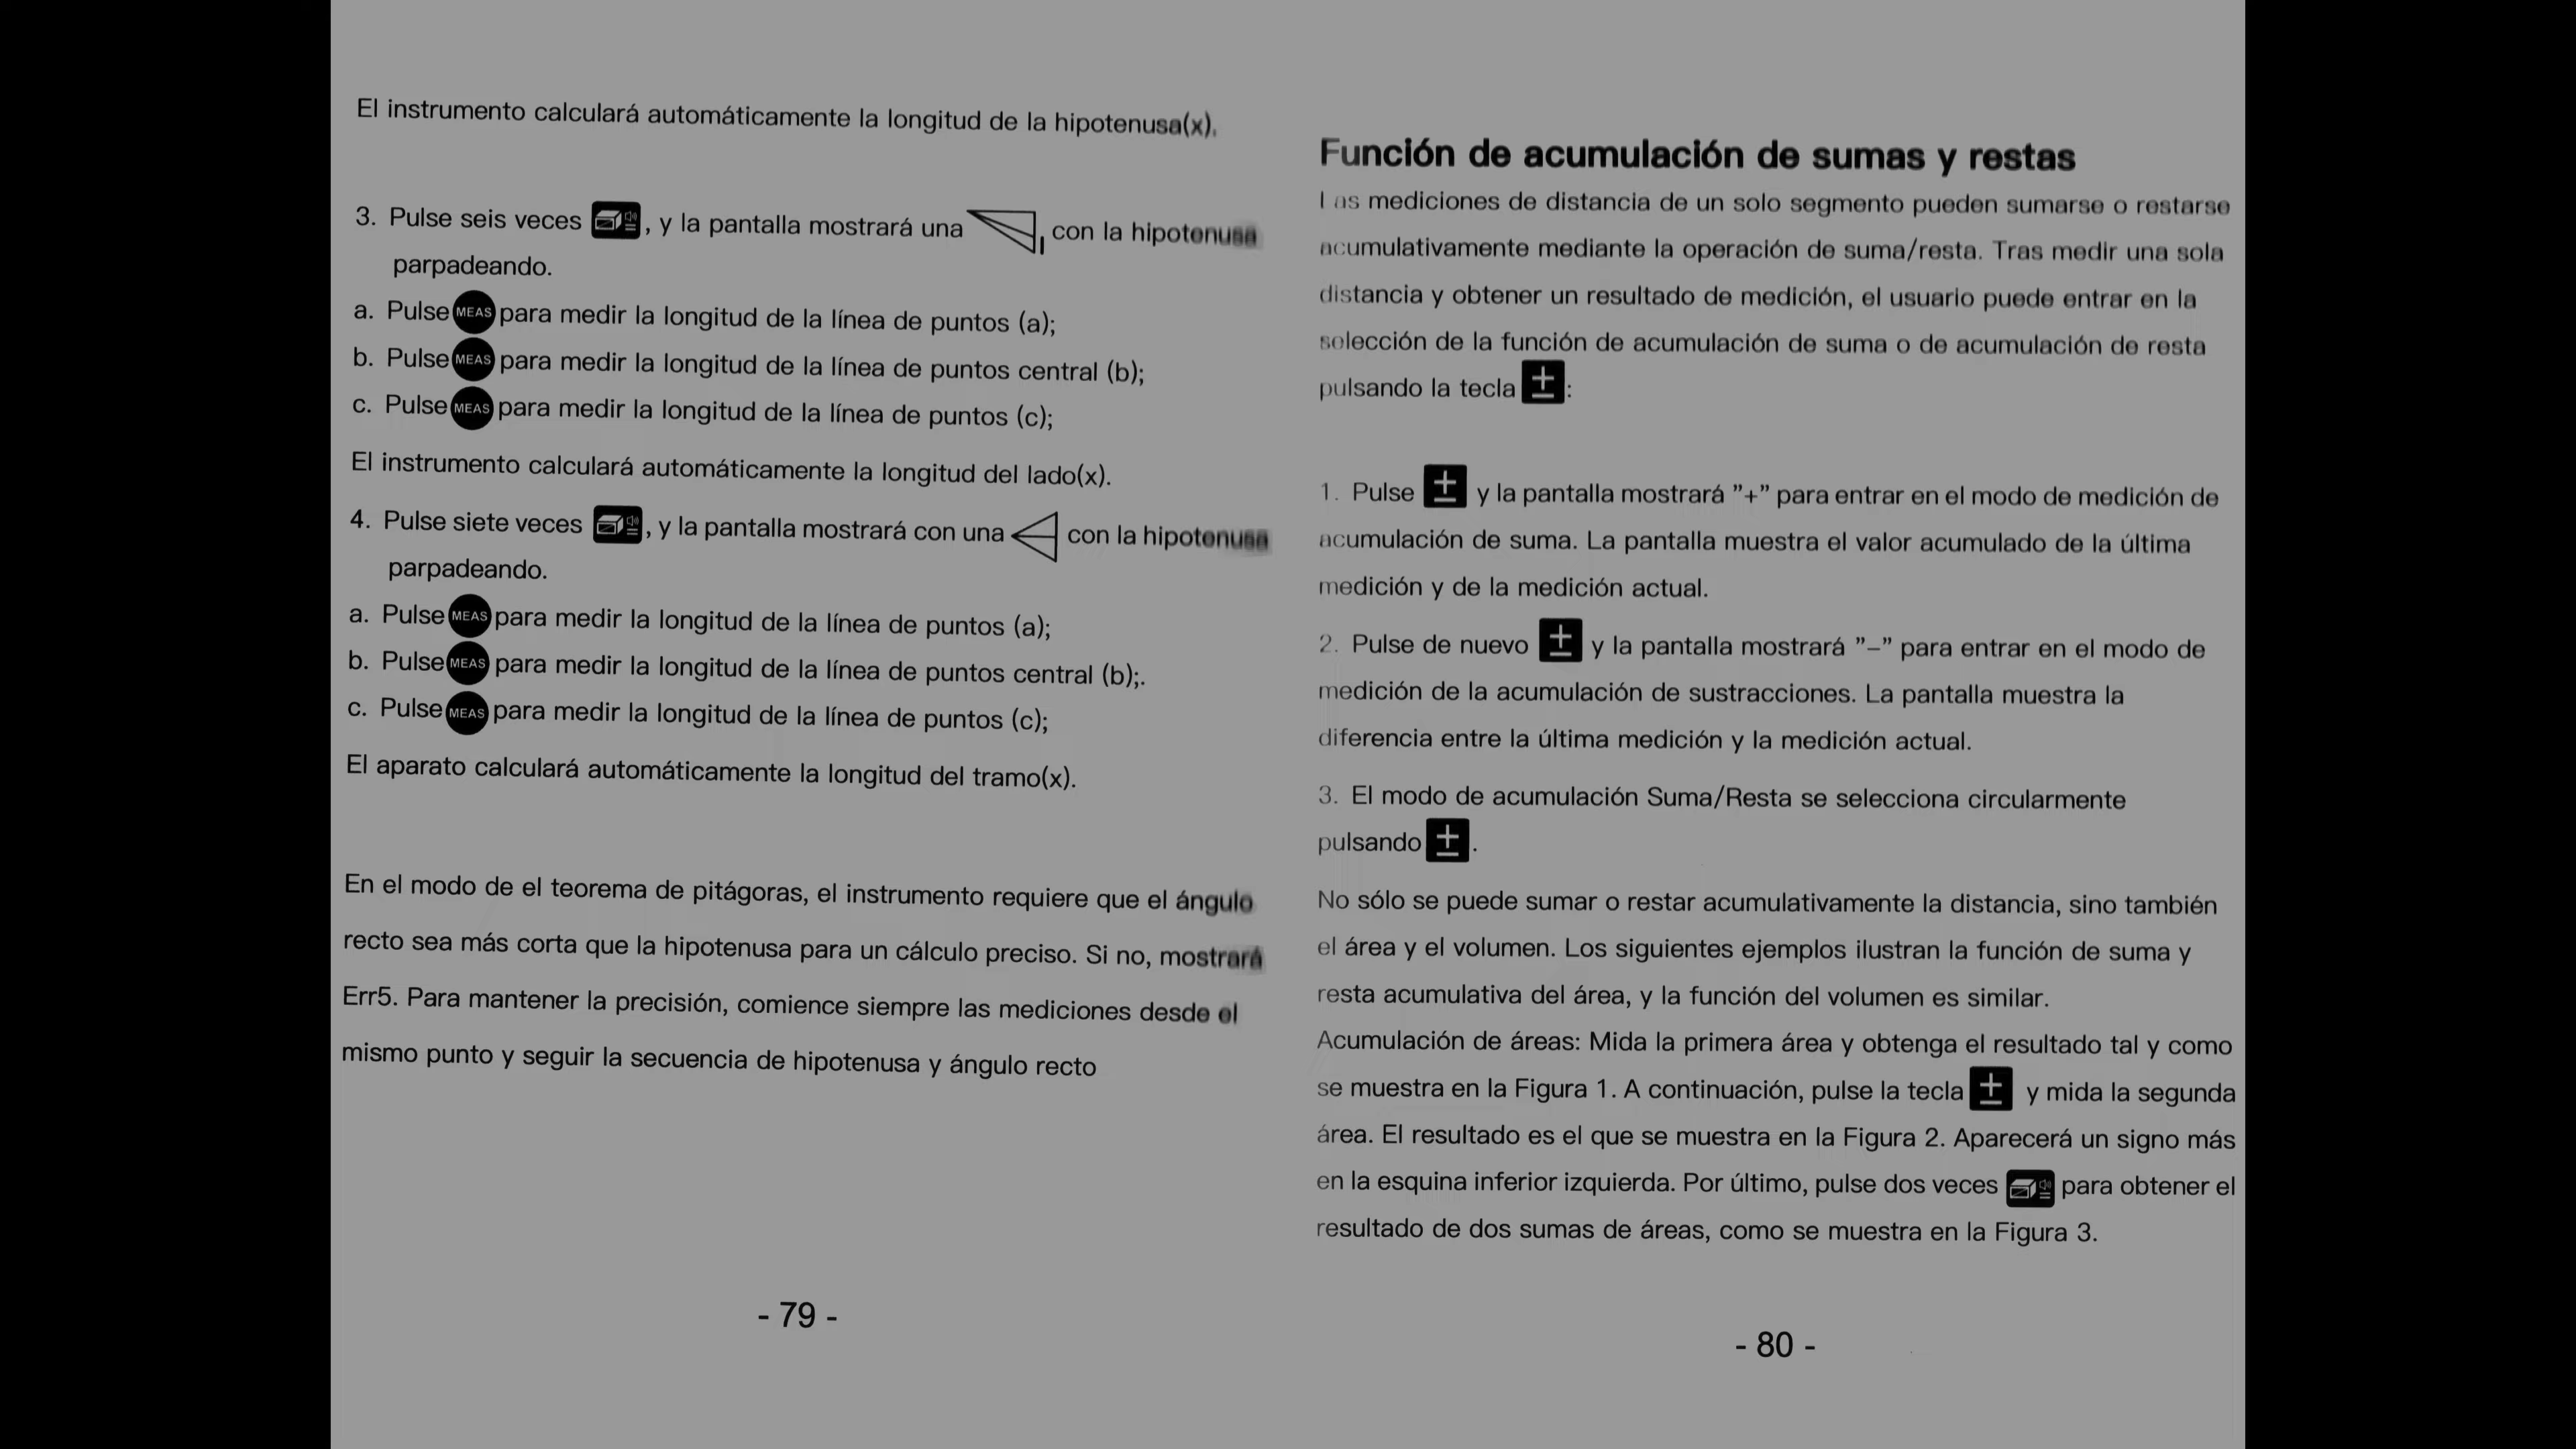 El instrumento calculará automáticamente la longitud de la hipotenusa(x).
3. Pulse seis veces , y la pantalla mostrará una , con la hipotenusa
parpadeando.
a. Pulse MEAS para medir la longitud de la línea de puntos (a);
b. Pulse MEAS para medir la longitud de la línea de puntos central (b);
c. Pulse MEAS para medir la longitud de la línea de puntos (c);
El instrumento calculará automáticamente la longitud del lado(x).
4. Pulse siete veces , y la pantalla mostrará con una con la hipotenusa
parpadeando.
a. Pulse MEAS para medir la longitud de la línea de puntos (a);
b. Pulse MEAS para medir la longitud de la línea de puntos central (b);.
c. Pulse MEAS para medir la longitud de la línea de puntos (c);
El aparato calculará automáticamente la longitud del tramo(x).
En el modo de el teorema de pitágoras, el instrumento requiere que el ángulo
recto sea más corta que la hipotenusa para un cálculo preciso. Si no, mostrará
Err5. Para mantener la precisión, comience siempre las mediciones desde el
mismo punto y seguir la secuencia de hipotenusa y ángulo recto
- 79 -
Función de acumulación de sumas y restas
Las mediciones de distancia de un solo segmento pueden sumarse o restarse
acumulativamente mediante la operación de suma/resta. Tras medir una sola
distancia y obtener un resultado de medición, el usuario puede entrar en la
selección de la función de acumulación de suma o de acumulación de resta
pulsando la tecla ±:
1. Pulse ± y la pantalla mostrará ”+” para entrar en el modo de medición de
acumulación de suma. La pantalla muestra el valor acumulado de la última
medición y de la medición actual.
2. Pulse de nuevo ± y la pantalla mostrará ”–” para entrar en el modo de
medición de la acumulación de sustracciones. La pantalla muestra la
diferencia entre la última medición y la medición actual.
3. El modo de acumulación Suma/Resta se selecciona circularmente
pulsando ±.
No sólo se puede sumar o restar acumulativamente la distancia, sino también
el área y el volumen. Los siguientes ejemplos ilustran la función de suma y
resta acumulativa del área, y la función del volumen es similar.
Acumulación de áreas: Mida la primera área y obtenga el resultado tal y como
se muestra en la Figura 1. A continuación, pulse la tecla ± y mida la segunda
área. El resultado es el que se muestra en la Figura 2. Aparecerá un signo más
en la esquina inferior izquierda. Por último, pulse dos veces para obtener el
resultado de dos sumas de áreas, como se muestra en la Figura 3.
- 80 -